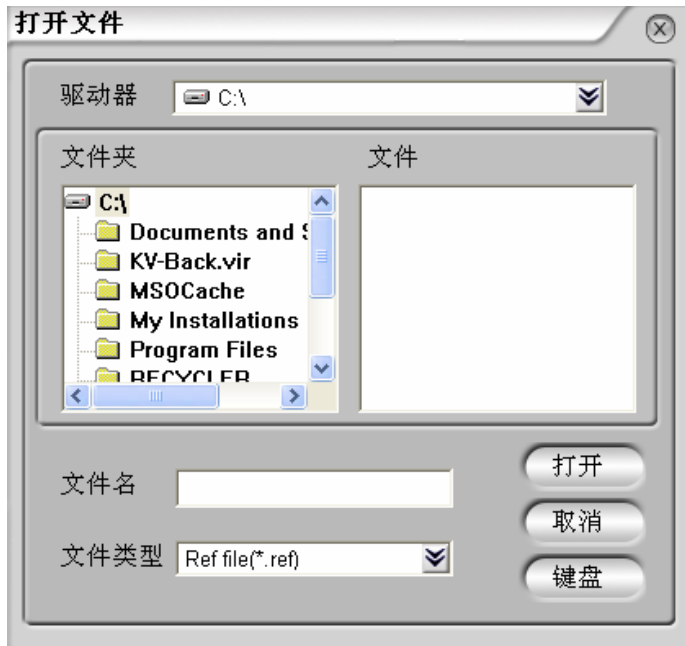 打开文件
驱动器 C:\
文件夹 文件
C:\
Documents and S
KV-Back.vir
MSOCache
My Installations
Program Files
RECYCLER
文件名
打开
取消
文件类型 Ref file(*.ref)
键盘